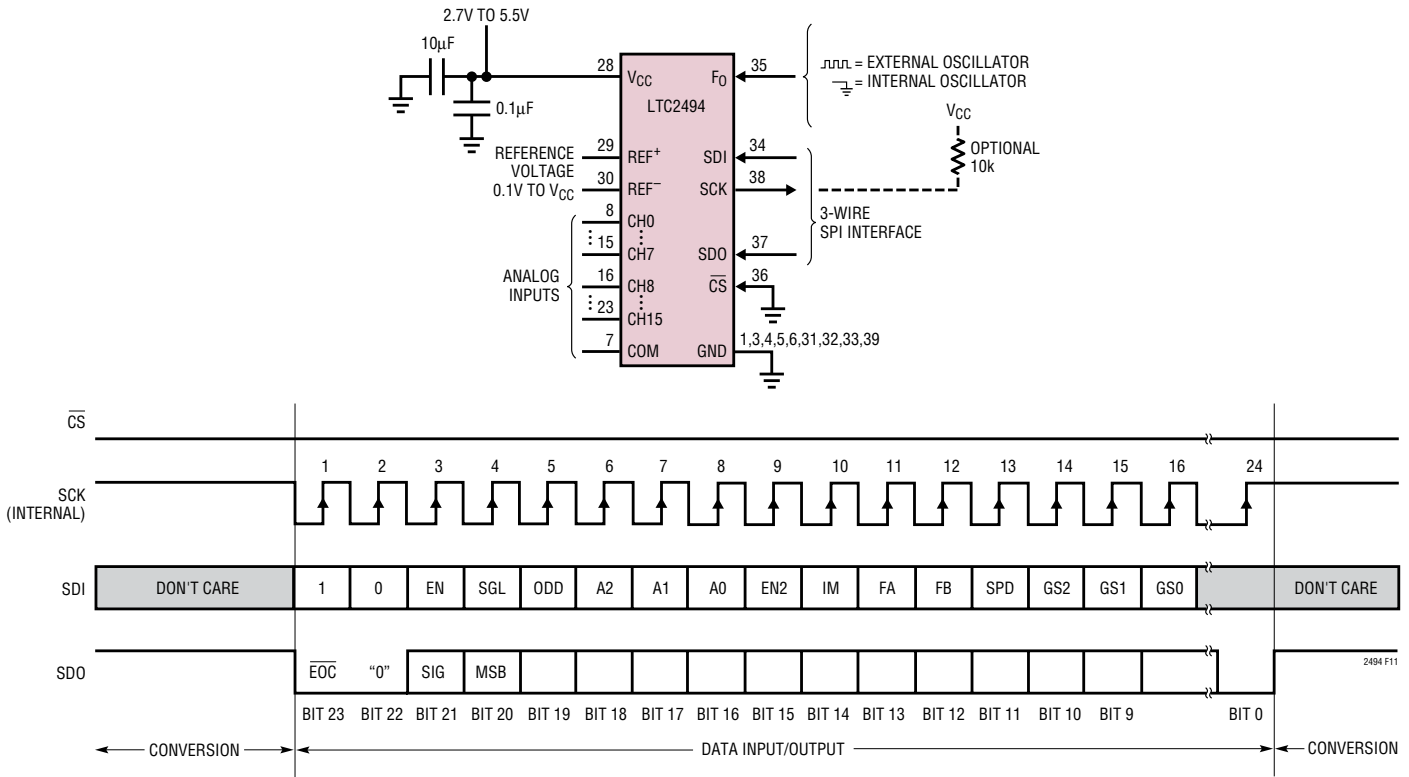 2.7V TO 5.5V
10µF
0.1µF
28
VCC
LTC2494
FO
35
= EXTERNAL OSCILLATOR
= INTERNAL OSCILLATOR
VCC
OPTIONAL
10k
REFERENCE
VOLTAGE
0.1V TO VCC
29
REF+
30
REF–
SDI
34
SCK
38
3-WIRE
SPI INTERFACE
8
CH0
15
CH7
SDO
37
ANALOG
INPUTS
16
CH8
CS
36
23
CH15
7
COM
GND
1,3,4,5,6,31,32,33,39
CS
1 2 3 4 5 6 7 8 9 10 11 12 13 14 15 16 24
SCK
(INTERNAL)
SDI
DON'T CARE 1 0 EN SGL ODD A2 A1 A0 EN2 IM FA FB SPD GS2 GS1 GS0 DON'T CARE
SDO
EOC "0" SIG MSB
2494 F11
BIT 23 BIT 22 BIT 21 BIT 20 BIT 19 BIT 18 BIT 17 BIT 16 BIT 15 BIT 14 BIT 13 BIT 12 BIT 11 BIT 10 BIT 9 BIT 0
CONVERSION DATA INPUT/OUTPUT CONVERSION